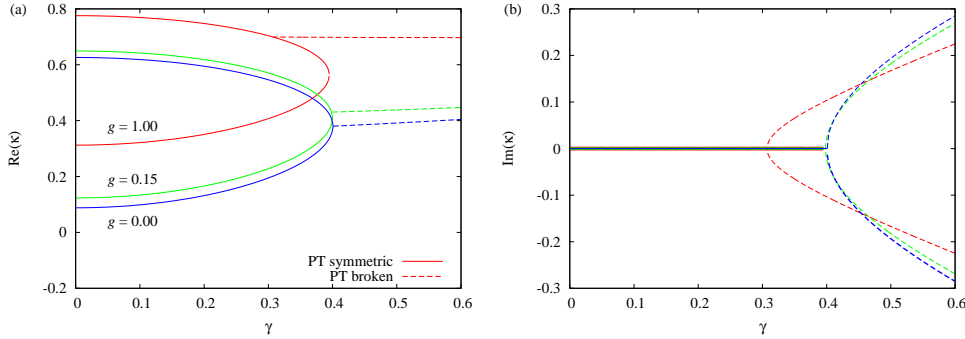 (a)
0.8
0.6
0.4
0.2
0
-0.2
Re(κ)
g = 1.00
g = 0.15
g = 0.00
PT symmetric
PT broken
0 0.1 0.2 0.3 0.4 0.5 0.6
γ
(b)
0.3
0.2
0.1
0
-0.1
-0.2
-0.3
Im(κ)
0 0.1 0.2 0.3 0.4 0.5 0.6
γ